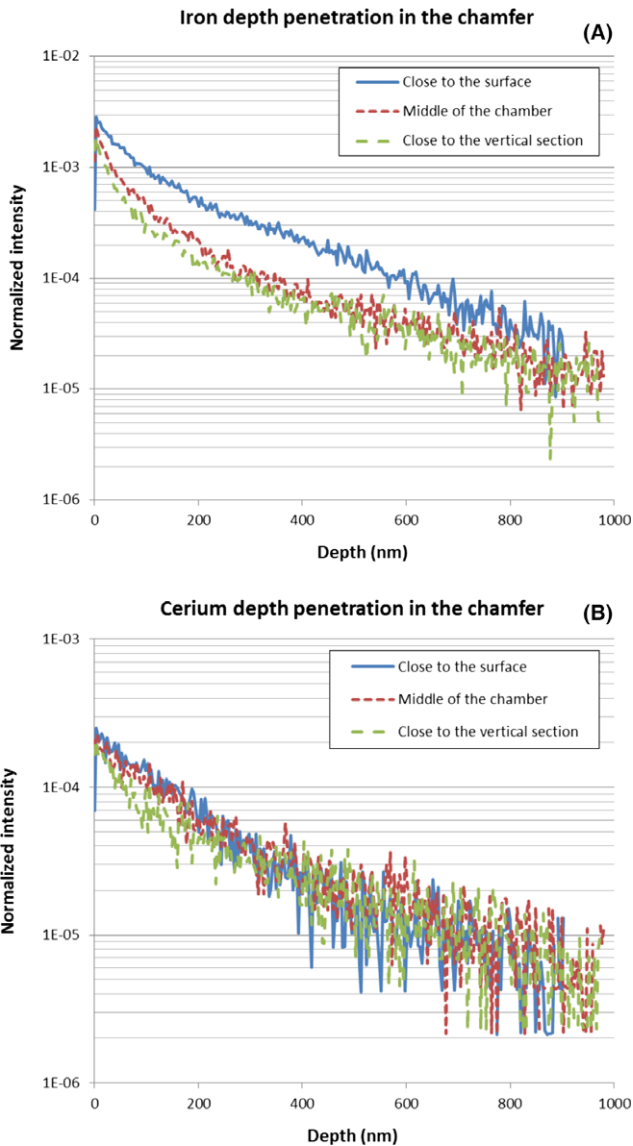 Iron depth penetration in the chamfer
(A)
1E-02
Close to the surface
Middle of the chamber
Close to the vertical section
1E-03
1E-04
1E-05
1E-06
Normalized intensity
0 200 400 600 800 1000
Depth (nm)
Cerium depth penetration in the chamfer
(B)
1E-03
Close to the surface
Middle of the chamber
Close to the vertical section
1E-04
1E-05
1E-06
Normalized intensity
0 200 400 600 800 1000
Depth (nm)